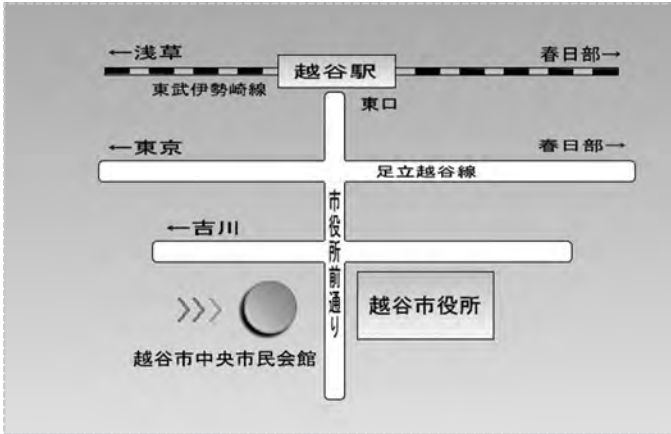 ←浅草
越谷駅
春日部→
東武伊勢崎線
東口
←東京
春日部→
足立越谷線
←吉川
市役所前通り
越谷市役所
越谷市中央市民会館